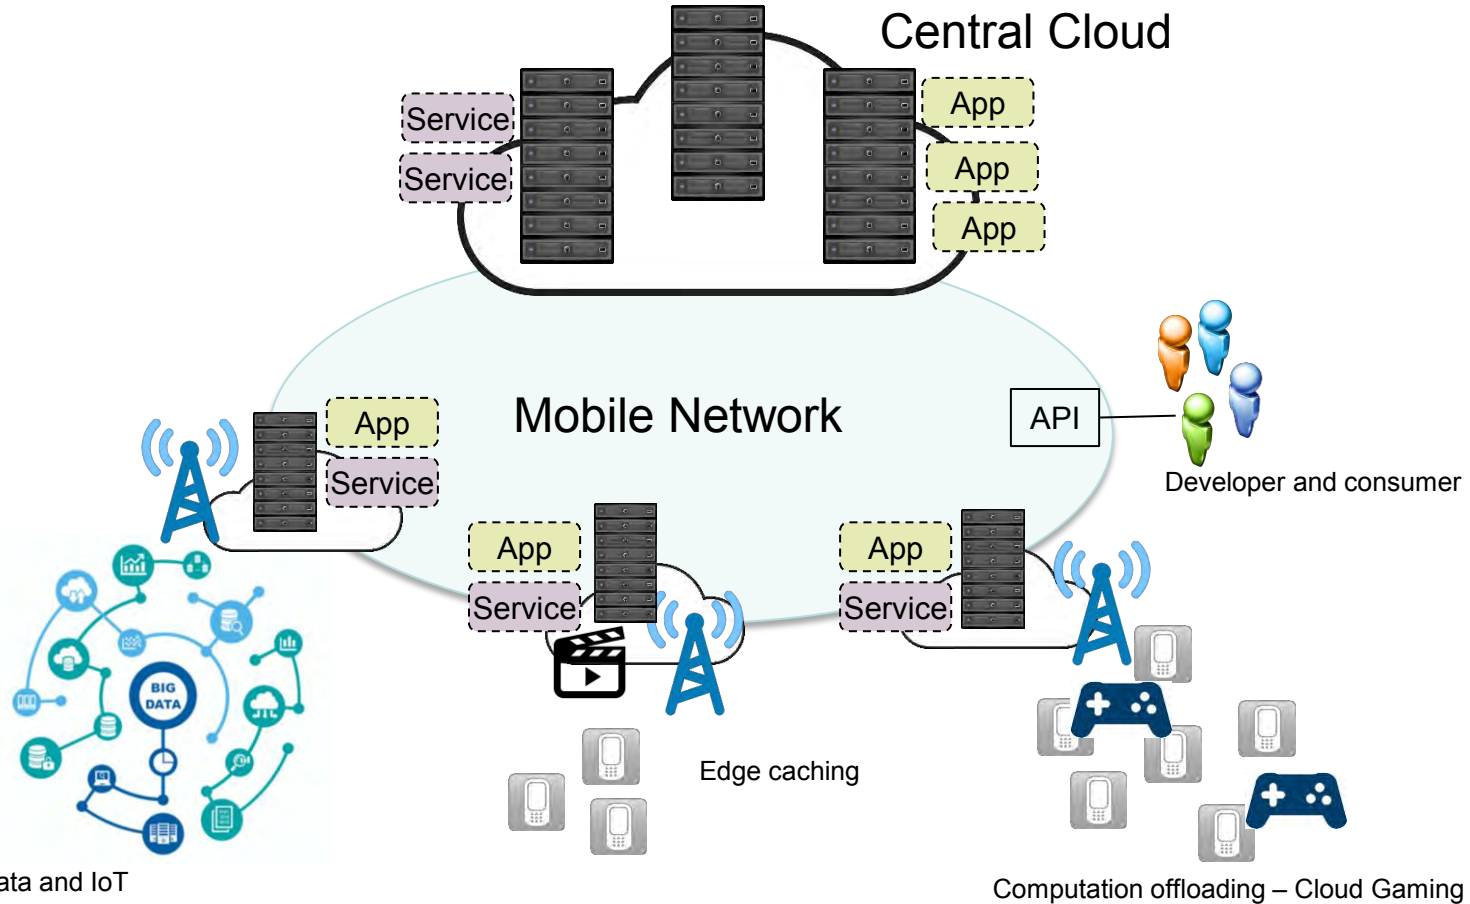 Central Cloud
Service
App
Service
App
App
Mobile Network
API
App
Service
Developer and consumer
App
Service
App
Service
BIG
DATA
Edge caching
ata and IoT
Computation offloading – Cloud Gaming